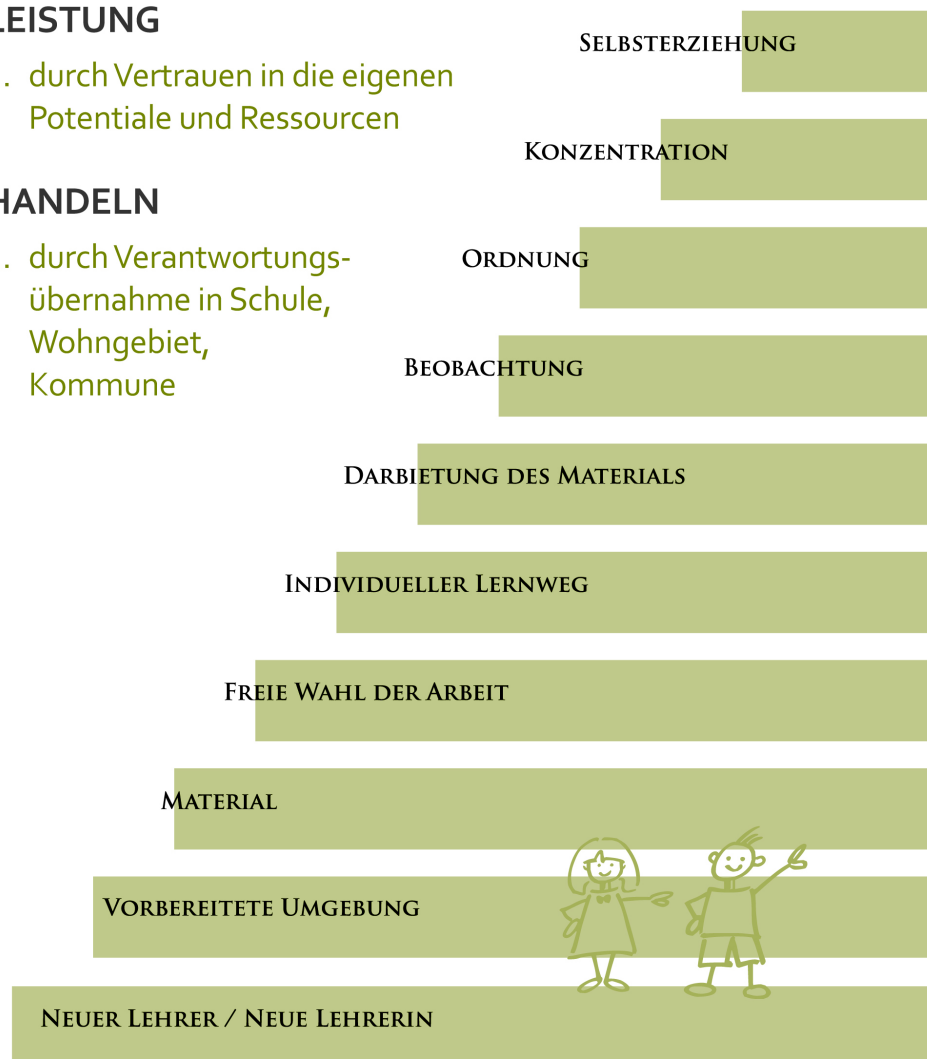 LEISTUNG
. durch Vertrauen in die eigenen
Potentiale und Ressourcen
HANDELN
. durch Verantwortungs-
übernahme in Schule,
Wohngebiet,
Kommune
SELBSTERZIEHUNG
KONZENTRATION
ORDNUNG
BEOBACHTUNG
DARBIETUNG DES MATERIALS
INDIVIDUELLER LERNWEG
FREIE WAHL DER ARBEIT
MATERIAL
VORBEREITETE UMGEBUNG
NEUER LEHRER / NEUE LEHRERIN